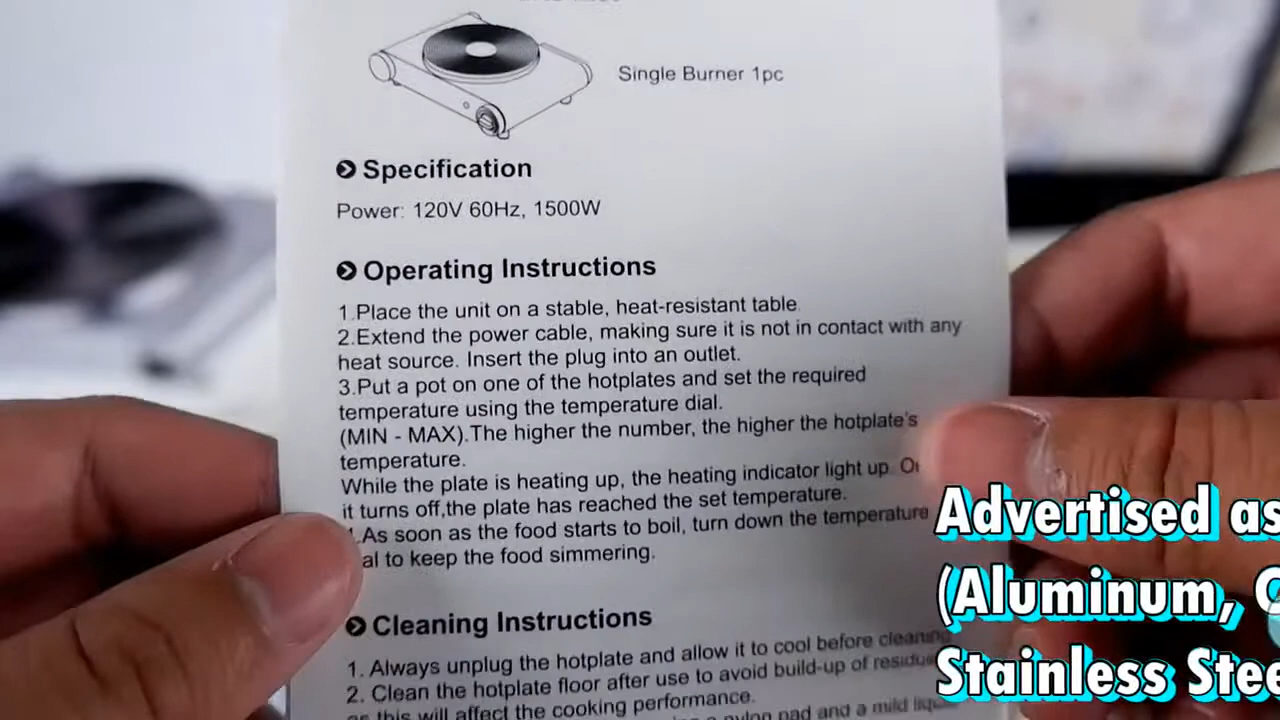 Single Burner 1pc
Specification
Power: 120V 60Hz, 1500W
Operating Instructions
1.Place the unit on a stable, heat-resistant table.
2.Extend the power cable, making sure it is not in contact with any
heat source. Insert the plug into an outlet.
3.Put a pot on one of the hotplates and set the required
temperature using the temperature dial.
(MIN - MAX).The higher the number, the higher the hotplate's
temperature.
While the plate is heating up, the heating indicator light up.
it turns off,the plate has reached the set temperature.
.As soon as the food starts to boil, turn down the temperature
al to keep the food simmering.
Cleaning Instructions
1. Always unplug the hotplate and allow it to cool before cleaning
2. Clean the hotplate floor after use to avoid build-up of
as this will affect the cooking performance.
a nylon pad and a mild
Advertised as
(Aluminum,
Stainless Stee